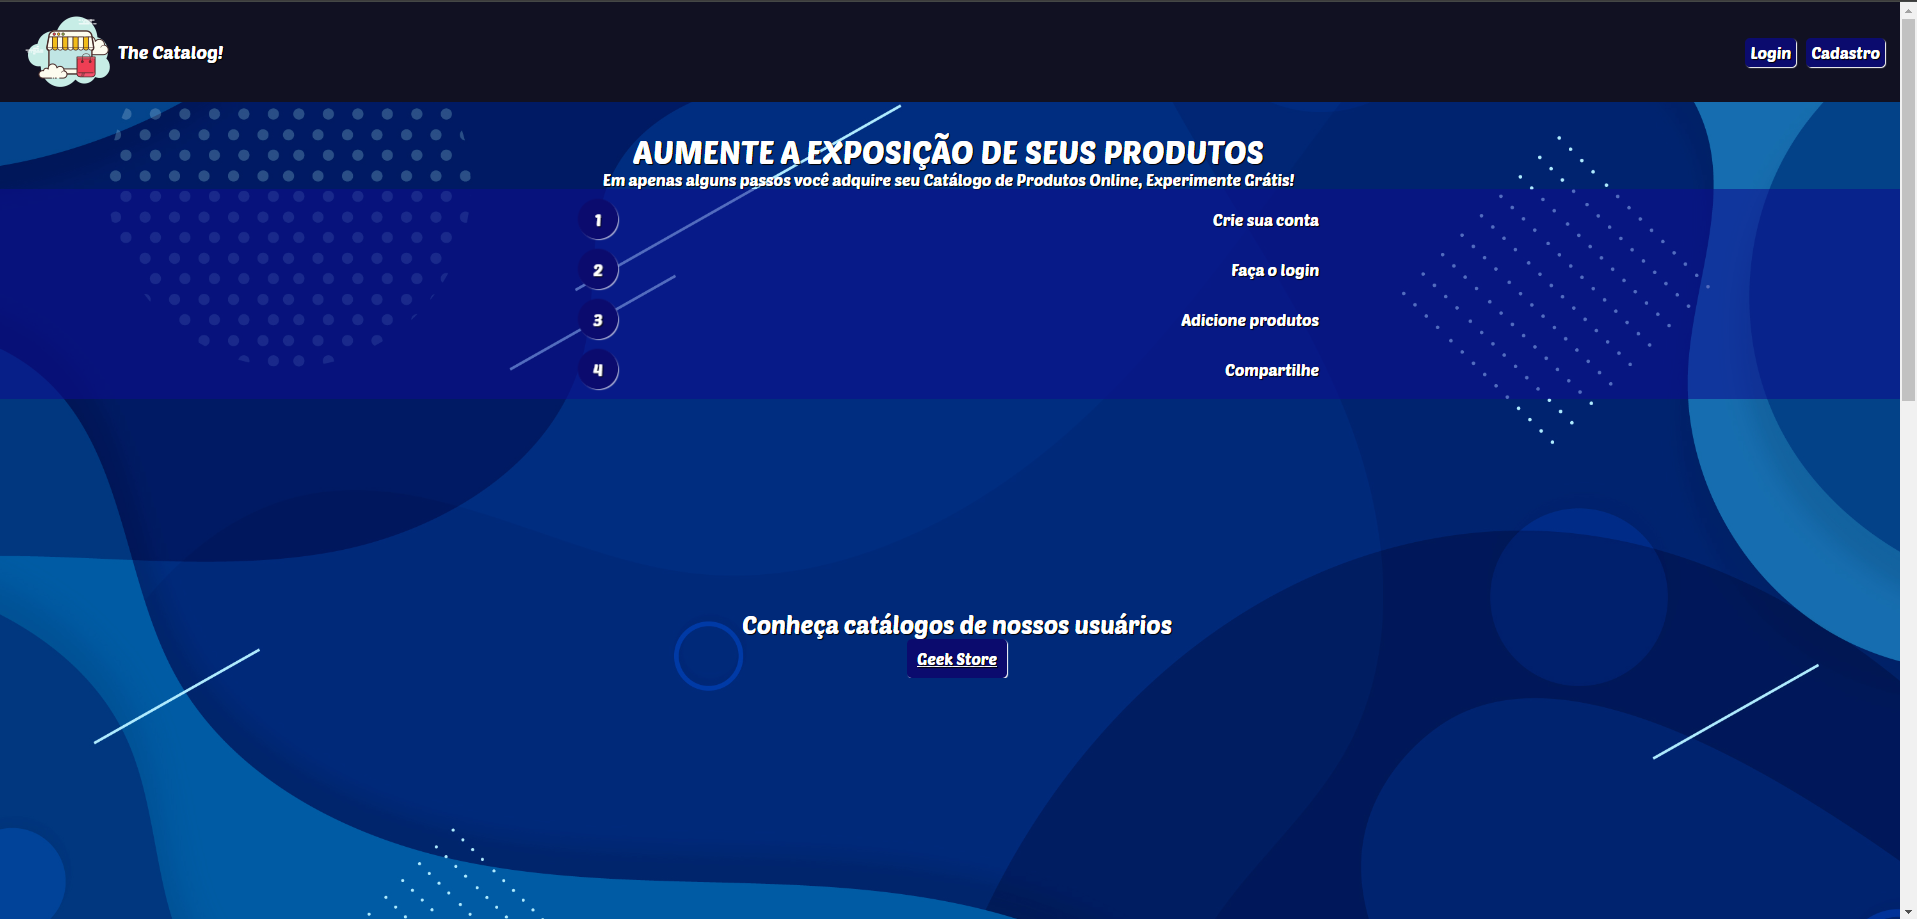 The Catalog!
Login Cadastro
AUMENTE A EXPOSIÇÃO DE SEUS PRODUTOS
Em apenas alguns passos você adquire seu Catálogo de Produtos Online, Experimente Grátis!
1 Crie sua conta
2 Faça o login
3 Adicione produtos
4 Compartilhe
Conheça catálogos de nossos usuários
Geek Store